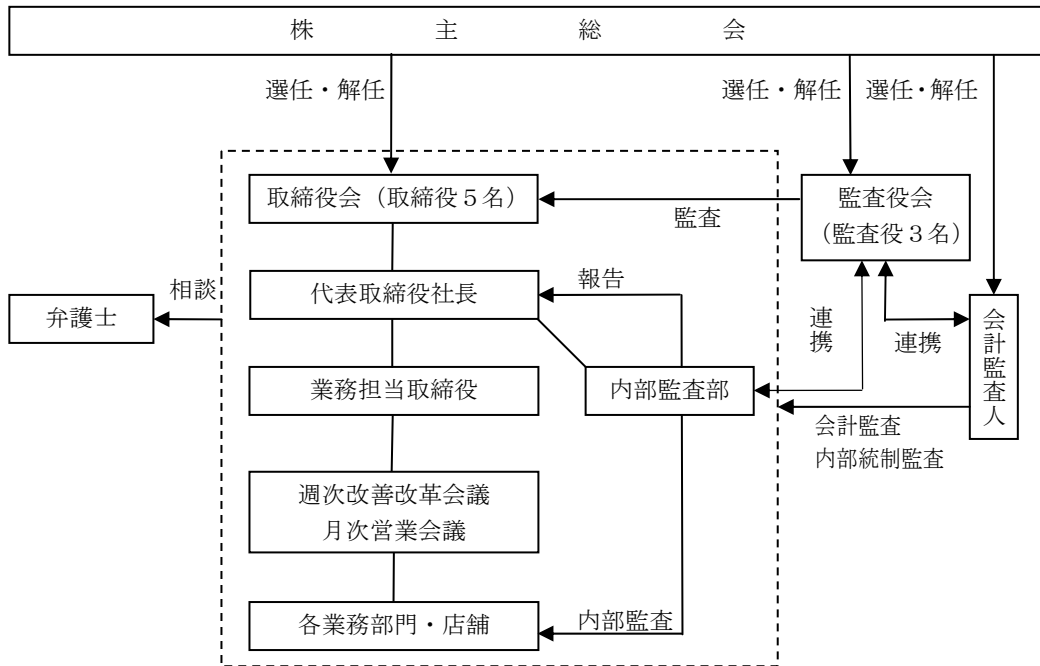 株主総会
選任・解任
選任・解任
選任・解任
取締役会（取締役５名）
監査
監査役会
（監査役３名）
代表取締役社長
報告
相談
弁護士
連携
連携
会計監査人
業務担当取締役
内部監査部
会計監査
内部統制監査
週次改善改革会議
月次営業会議
各業務部門・店舗
内部監査